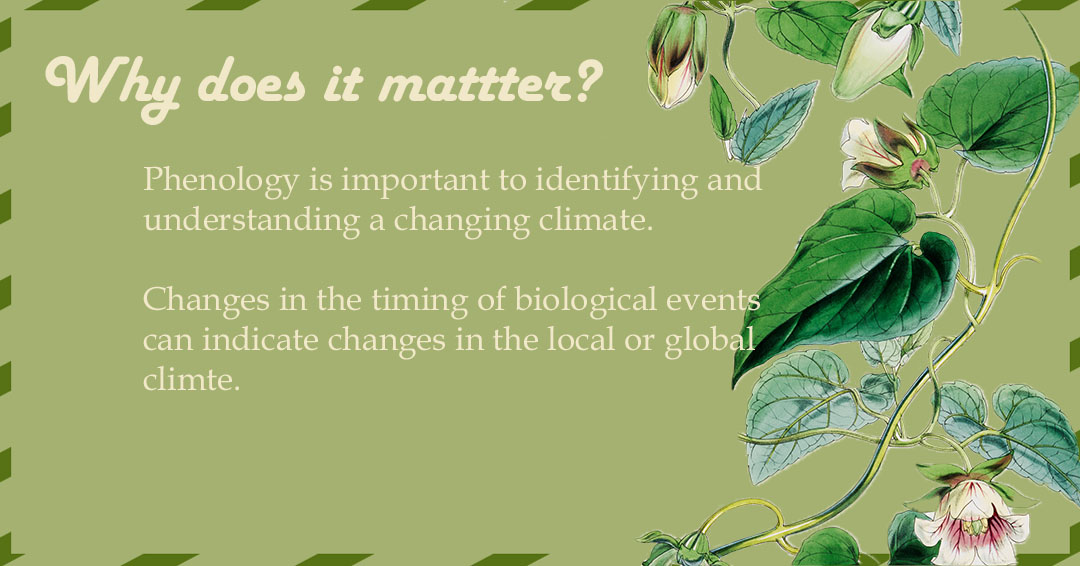 Why does it mattter?
Phenology is important to identifying and
understanding a changing climate.
Changes in the timing of biological events
can indicate changes in the local or global
climte.